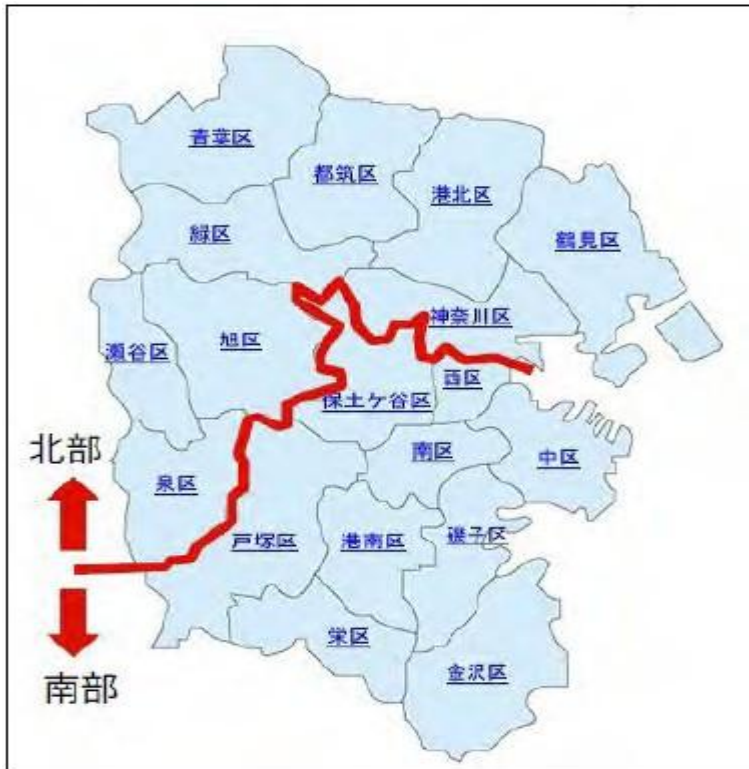 青葉区
都筑区
港北区
緑区
鶴見区
神奈川区
瀬谷区
旭区
西区
保土ケ谷区
北部
南区
中区
泉区
戸塚区
港南区
磯子区
栄区
金沢区
南部